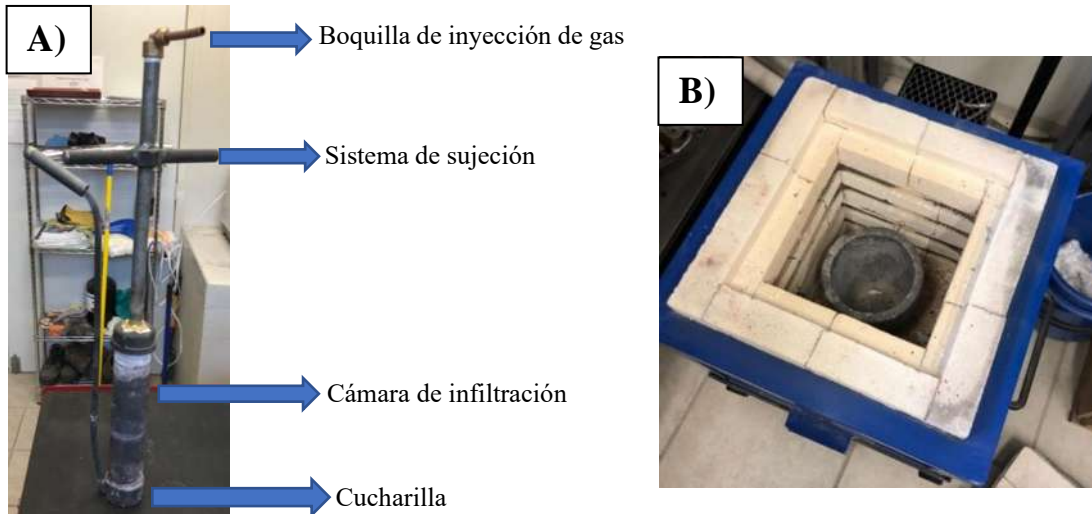 A)
Boquilla de inyección de gas
B)
Sistema de sujeción
Cámara de infiltración
Cucharilla